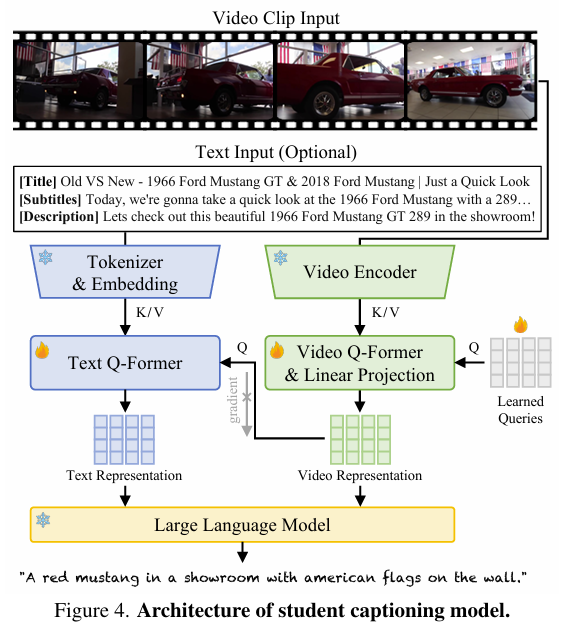 Video Clip Input
Text Input (Optional)
[Title] Old VS New - 1966 Ford Mustang GT & 2018 Ford Mustang | Just a Quick Look
[Subtitles] Today, we're gonna take a quick look at the 1966 Ford Mustang with a 289…
[Description] Lets check out this beautiful 1966 Ford Mustang GT 289 in the showroom!
Tokenizer
& Embedding
Video Encoder
K/V
K/V
Text Q-Former
Q
Video Q-Former
& Linear Projection
Q
Learned
Queries
gradient
Text Representation
Video Representation
Large Language Model
"A red mustang in a showroom with american flags on the wall."
Figure 4. Architecture of student captioning model.